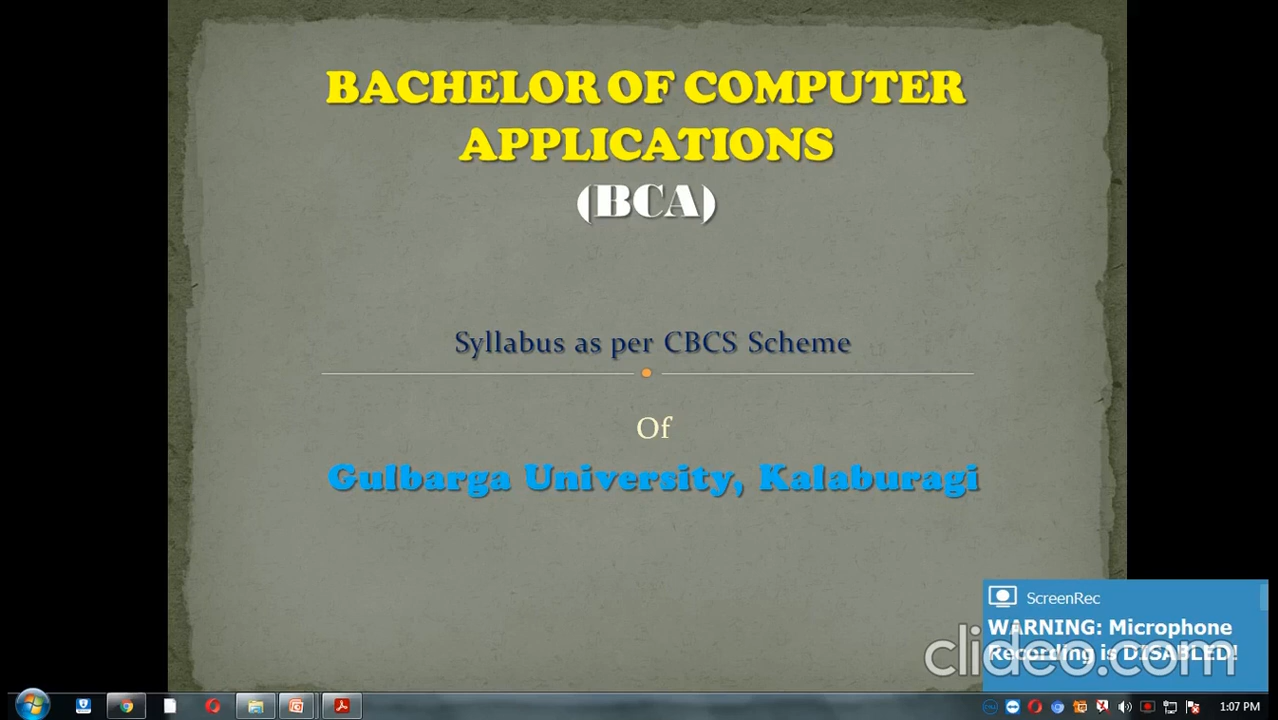 BACHELOR OF COMPUTER
APPLICATIONS
(BCA)
Syllabus as per CBCS Scheme
Of
Gulbarga University, Kalaburagi
ScreenRec
WARNING: Microphone
Recording is DISABLED!
clideo.com
1:07 PM